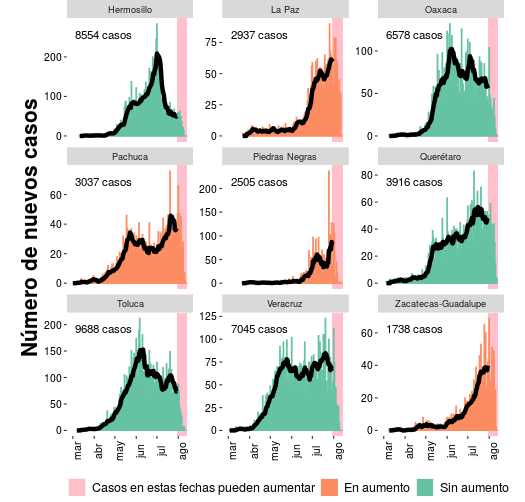 Número de nuevos casos
Hermosillo
8554 casos
200
100
0
La Paz
2937 casos
75
50
25
0
Oaxaca
6578 casos
100
50
0
Pachuca
3037 casos
60
40
20
0
Piedras Negras
2505 casos
200
150
100
50
0
Querétaro
3916 casos
80
60
40
20
0
Toluca
9688 casos
200
150
100
50
0
mar abr may jun jul ago
Veracruz
7045 casos
125
100
75
50
25
0
mar abr may jun jul ago
Zacatecas-Guadalupe
1738 casos
60
40
20
0
mar abr may jun jul ago
Casos en estas fechas pueden aumentar En aumento Sin aumento